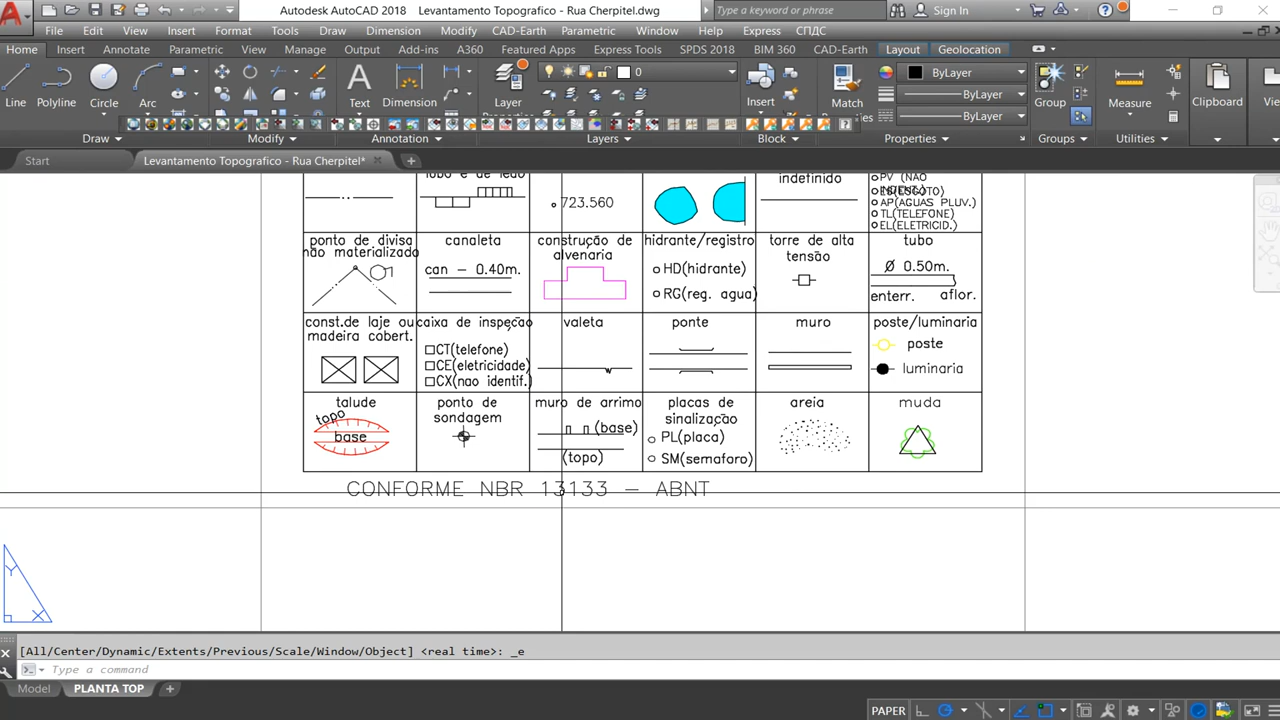 Autodesk AutoCAD 2018 Levantamento Topografico - Rua Cherpitel.dwg
Type a keyword or phrase
Sign In
File Edit View Insert Format Tools Draw Dimension Modify CAD-Earth Parametric Window Help Express СПДС
Home Insert Annotate Parametric View Manage Output Add-ins A360 Featured Apps Express Tools SPDS 2018 BIM 360 CAD-Earth Layout Geolocation
0
ByLayer
ByLayer
ByLayer
Line Polyline Circle Arc Text Dimension Layer Insert Match Group Measure Clipboard
Draw Modify Annotation Layers Block Properties Groups Utilities
Start Levantamento Topografico - Rua Cherpitel*
indefinido
723.560
PV (NAO
ES(ESGOTO)
AP(AGUAS PLUV.)
TL(TELEFONE)
EL(ELETRICID.)
ponto de divisa
não materializado
canaleta
can - 0.40m.
construção de
alvenaria
hidrante/registro
HD(hidrante)
RG(reg. agua)
torre de alta
tensão
tubo
Ø 0.50m.
enterr. aflor.
const.de laje ou
madeira cobert.
caixa de inspeção
CT(telefone)
CE(eletricidade)
CX(nao identif.)
valeta
ponte
muro
poste/luminaria
poste
luminaria
talude
topo
base
ponto de
sondagem
muro de arrimo
(base)
(topo)
placas de
sinalização
PL(placa)
SM(semaforo)
areia
muda
CONFORME NBR 13133 - ABNT
Y
X
[All/Center/Dynamic/Extents/Previous/Scale/Window/Object] <real time>: _e
Type a command
Model PLANTA TOP
PAPER